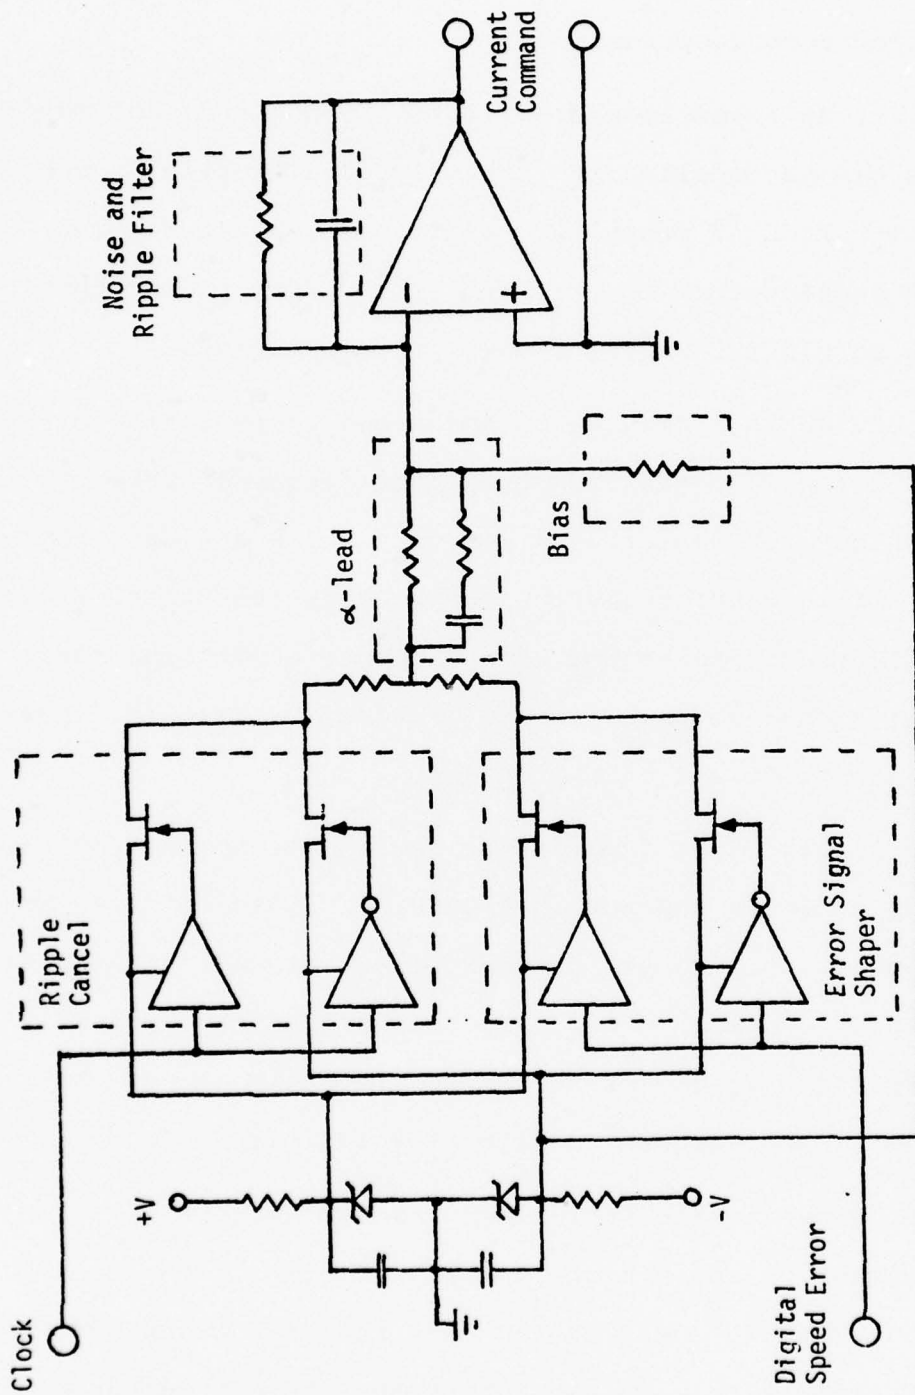 Clock
+V
-V
Digital
Speed Error
Ripple
Cancel
Error Signal
Shaper
α-lead
Bias
Noise and
Ripple Filter
−
+
Current
Command